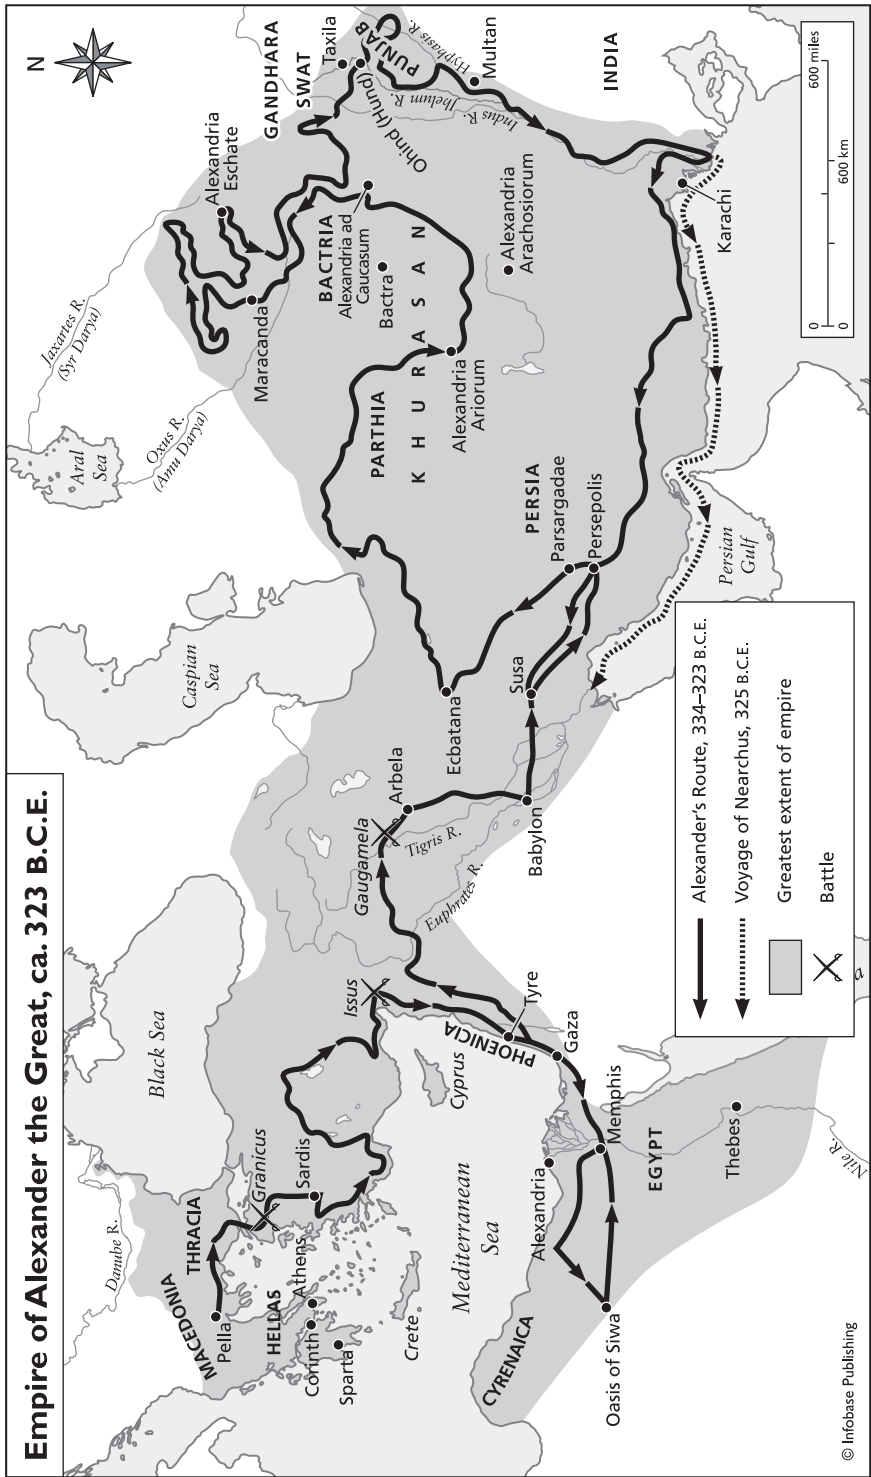 Empire of Alexander the Great, ca. 323 B.C.E.
N
Danube R.
Black Sea
Caspian
Sea
Aral
Sea
Jaxartes R.
(Syr Darya)
Oxus R.
(Amu Darya)
MACEDONIA
THRACIA
Pella
Granicus
HELLAS
Athens
Sardis
Corinth
Sparta
Crete
Mediterranean
Sea
Cyprus
Issus
PHOENICIA
Tyre
Gaza
CYRENAICA
Alexandria
Memphis
Oasis of Siwa
EGYPT
Thebes
Nile R.
Gaugamela
Arbela
Tigris R.
Euphrates R.
Babylon
Ecbatana
Susa
PERSIA
Parsargadae
Persepolis
Persian
Gulf
PARTHIA
KHURASAN
Alexandria
Ariorum
Maracanda
Alexandria
Eschate
BACTRIA
Alexandria ad
Caucasum
Bactra
Alexandria
Arachosiorum
GANDHARA
SWAT
Taxila
Ohind (Hund)
PUNJAB
Hyphasis R.
Jhelum R.
Indus R.
Multan
INDIA
Karachi
Alexander's Route, 334–323 B.C.E.
Voyage of Nearchus, 325 B.C.E.
Greatest extent of empire
Battle
a
0 600 miles
0 600 km
© Infobase Publishing